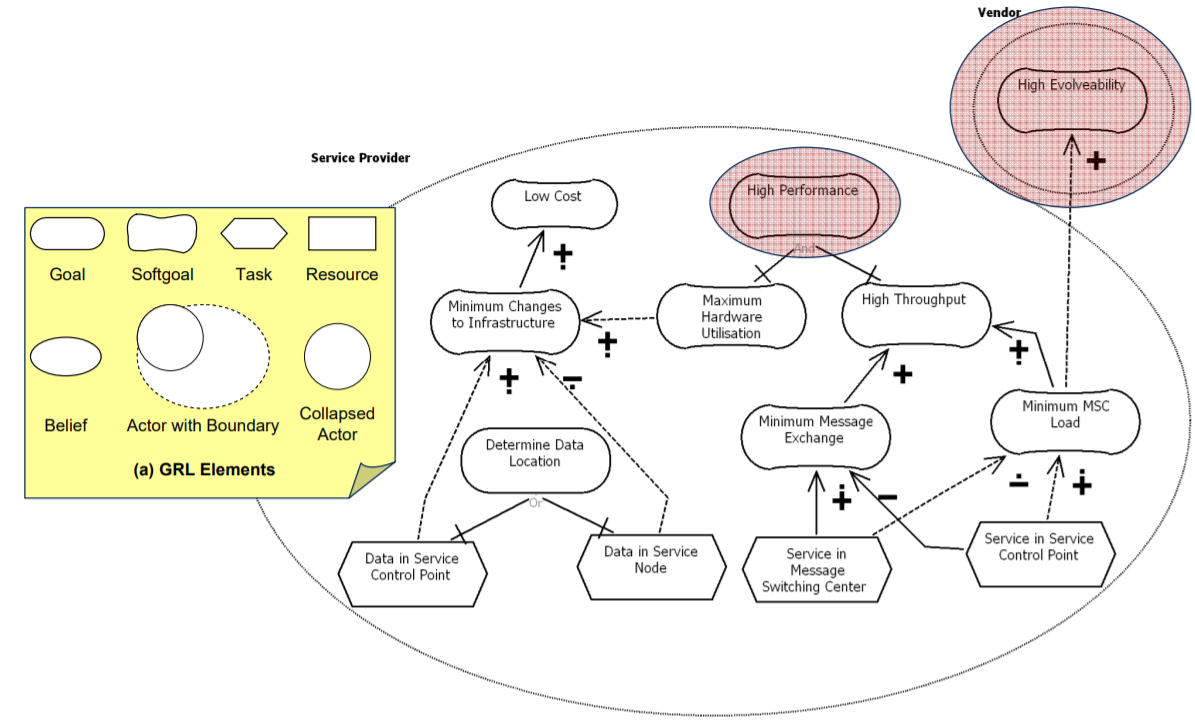 Vendor
High Evolveability
Service Provider
Low Cost
High Performance
And
Goal
Softgoal
Task
Resource
Minimum Changes
to Infrastructure
Maximum
Hardware
Utilisation
High Throughput
Belief
Actor with Boundary
Collapsed
Actor
(a) GRL Elements
Determine Data
Location
Or
Minimum Message
Exchange
Minimum MSC
Load
Data in Service
Control Point
Data in Service
Node
Service in
Message
Switching Center
Service in Service
Control Point